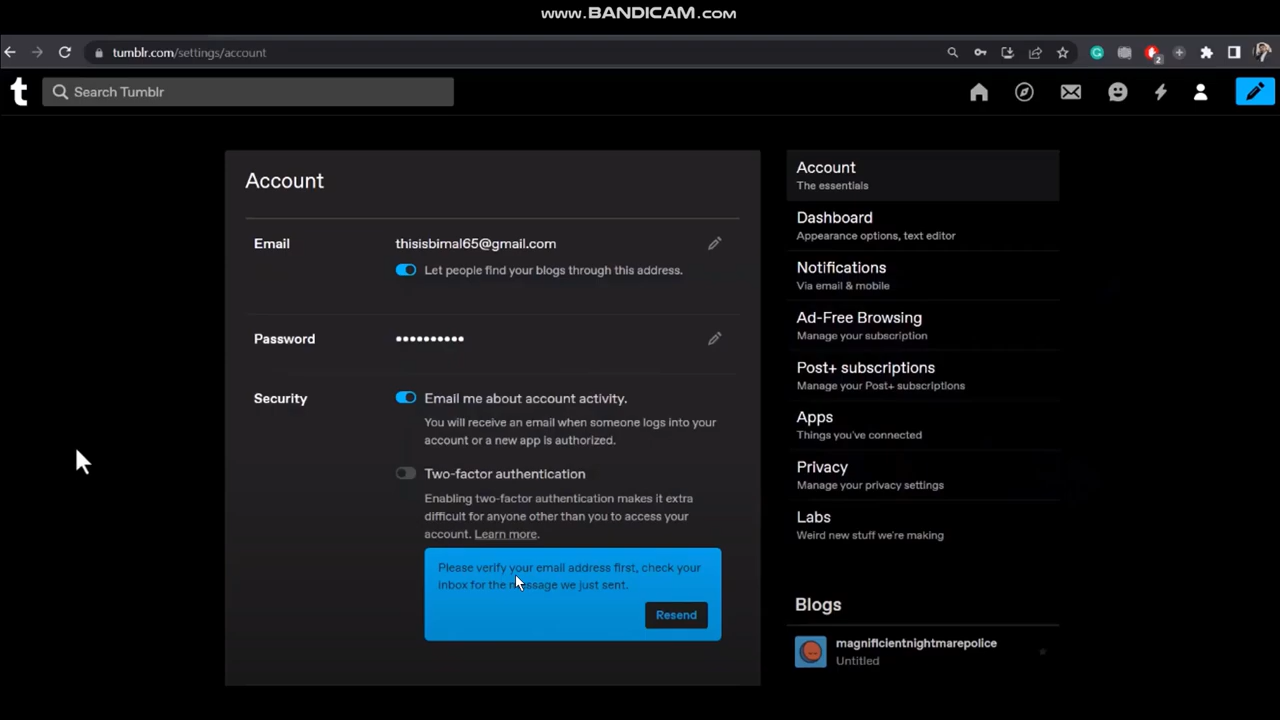 www.BANDICAM.com
tumblr.com/settings/account
2
t
Search Tumblr
Account
Email
thisisbimal65@gmail.com
Let people find your blogs through this address.
Password
••••••••••
Security
Email me about account activity.
You will receive an email when someone logs into your
account or a new app is authorized.
Two-factor authentication
Enabling two-factor authentication makes it extra
difficult for anyone other than you to access your
account. Learn more.
Please verify your email address first, check your
inbox for the message we just sent.
Resend
Account
The essentials
Dashboard
Appearance options, text editor
Notifications
Via email & mobile
Ad-Free Browsing
Manage your subscription
Post+ subscriptions
Manage your Post+ subscriptions
Apps
Things you've connected
Privacy
Manage your privacy settings
Labs
Weird new stuff we're making
Blogs
magnificientnightmarepolice
Untitled